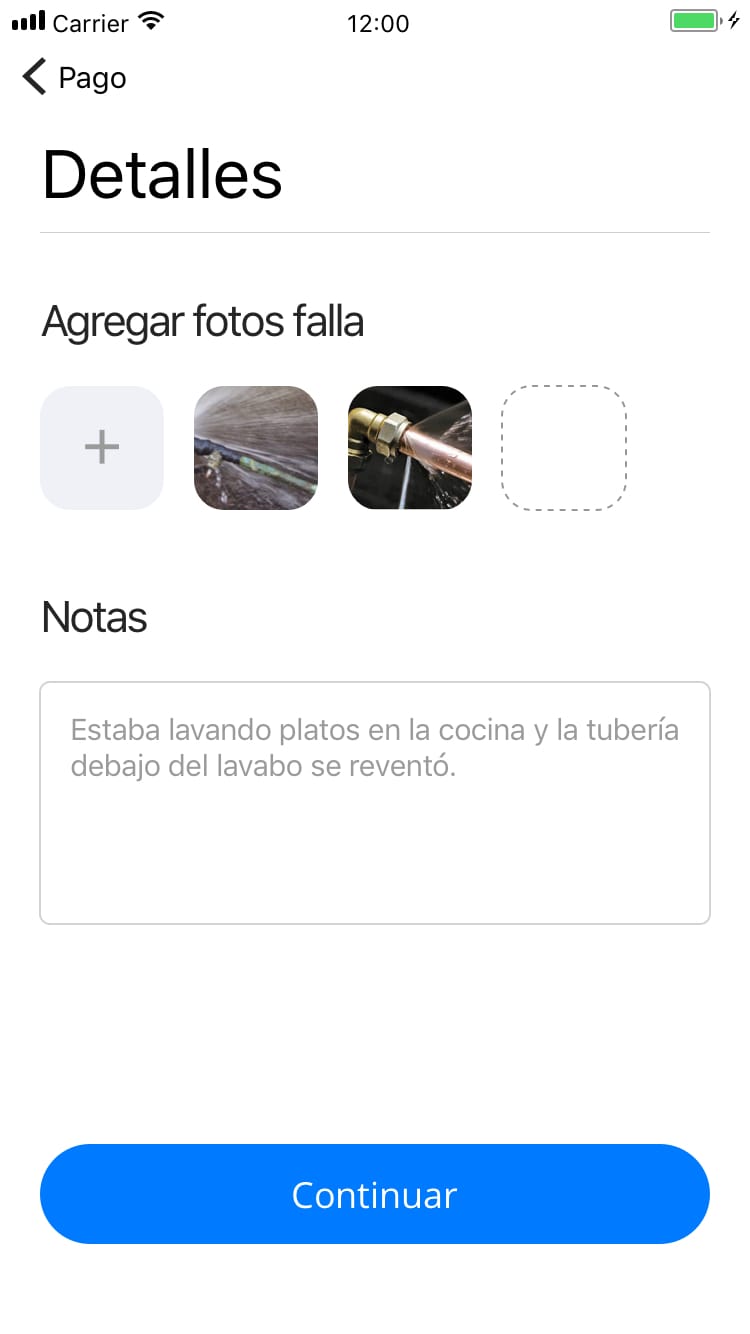 Carrier 12:00
Pago
Detalles
Agregar fotos falla
Notas
Estaba lavando platos en la cocina y la tubería
debajo del lavabo se reventó.
Continuar